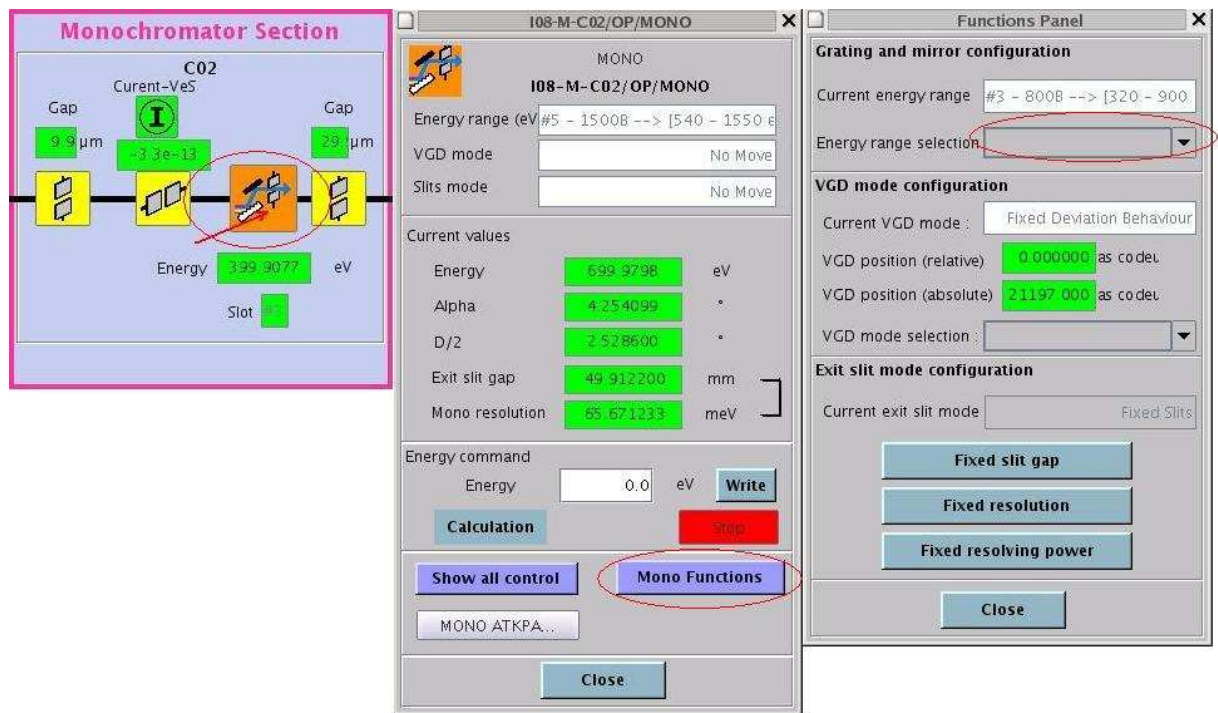 Monochromator Section
C02
Curent-VeS
Gap
I
Gap
9.9 µm
-3.3e-13
µm
Energy 399.9077 eV
Slot
I08-M-C02/OP/MONO
MONO
I08-M-C02/OP/MONO
Energy range (eV #5 - 1500B --> [540 - 1550 e
VGD mode No Move
Slits mode No Move
Current values
Energy 699.9798 eV
Alpha 4.254099 °
D/2 2.528600 °
Exit slit gap 49.912200 mm
Mono resolution 65.671233 meV
Energy command
Energy 0.0 eV Write
Calculation Stop
Show all control Mono Functions
MONO ATKPA...
Close
Functions Panel
Grating and mirror configuration
Current energy range #3 - 800B --> [320 - 900
Energy range selection
VGD mode configuration
Current VGD mode : Fixed Deviation Behaviour
VGD position (relative) 0.000000 as codeu
VGD position (absolute) 21197.000 as codeu
VGD mode selection :
Exit slit mode configuration
Current exit slit mode Fixed Slits
Fixed slit gap
Fixed resolution
Fixed resolving power
Close